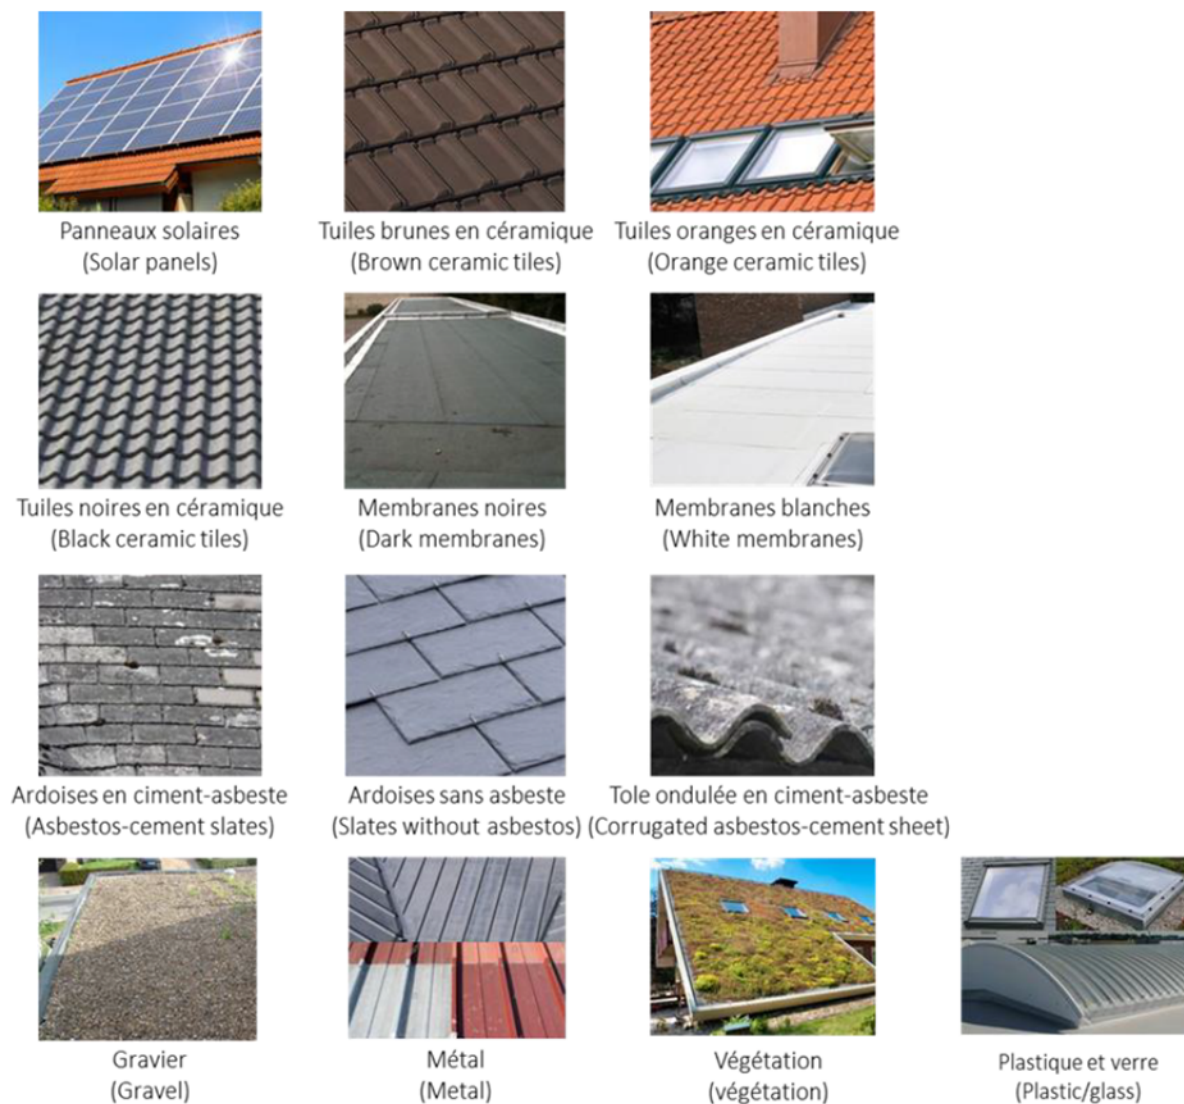 Panneaux solaires
(Solar panels)
Tuiles brunes en céramique
(Brown ceramic tiles)
Tuiles oranges en céramique
(Orange ceramic tiles)
Tuiles noires en céramique
(Black ceramic tiles)
Membranes noires
(Dark membranes)
Membranes blanches
(White membranes)
Ardoises en ciment-asbeste
(Asbestos-cement slates)
Ardoises sans asbeste
(Slates without asbestos)
Tole ondulée en ciment-asbeste
(Corrugated asbestos-cement sheet)
Gravier
(Gravel)
Métal
(Metal)
Végétation
(végétation)
Plastique et verre
(Plastic/glass)